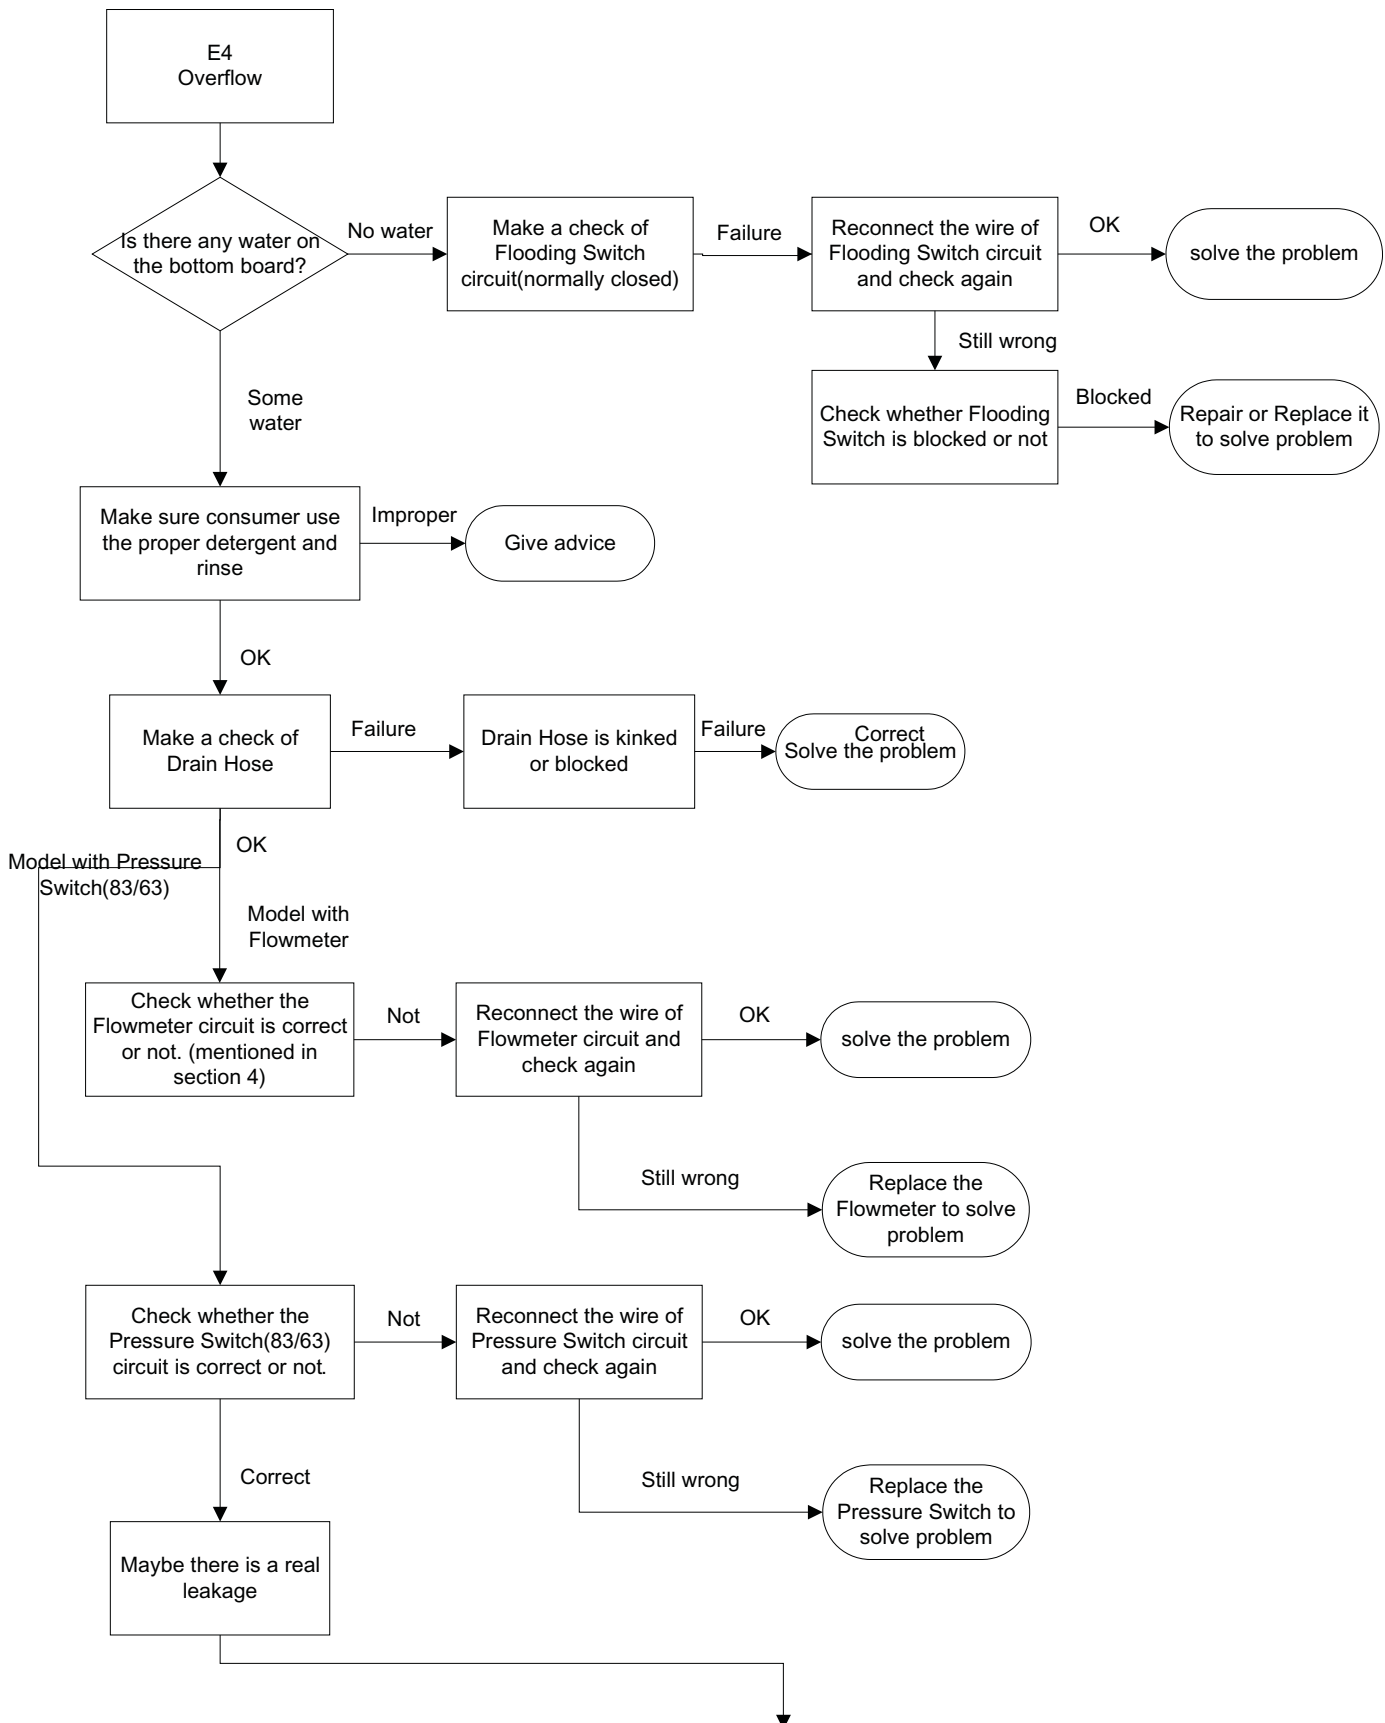 E4
Overflow
Is there any water on
the bottom board?
No water
Make a check of
Flooding Switch
circuit(normally closed)
Failure
Reconnect the wire of
Flooding Switch circuit
and check again
OK
solve the problem
Still wrong
Check whether Flooding
Switch is blocked or not
Blocked
Repair or Replace it
to solve problem
Some
water
Make sure consumer use
the proper detergent and
rinse
Improper
Give advice
OK
Make a check of
Drain Hose
Failure
Drain Hose is kinked
or blocked
Failure
Correct
Solve the problem
OK
Model with Pressure
Switch(83/63)
Model with
Flowmeter
Check whether the
Flowmeter circuit is correct
or not. (mentioned in
section 4)
Not
Reconnect the wire of
Flowmeter circuit and
check again
OK
solve the problem
Still wrong
Replace the
Flowmeter to solve
problem
Check whether the
Pressure Switch(83/63)
circuit is correct or not.
Not
Reconnect the wire of
Pressure Switch circuit
and check again
OK
solve the problem
Still wrong
Replace the
Pressure Switch to
solve problem
Correct
Maybe there is a real
leakage